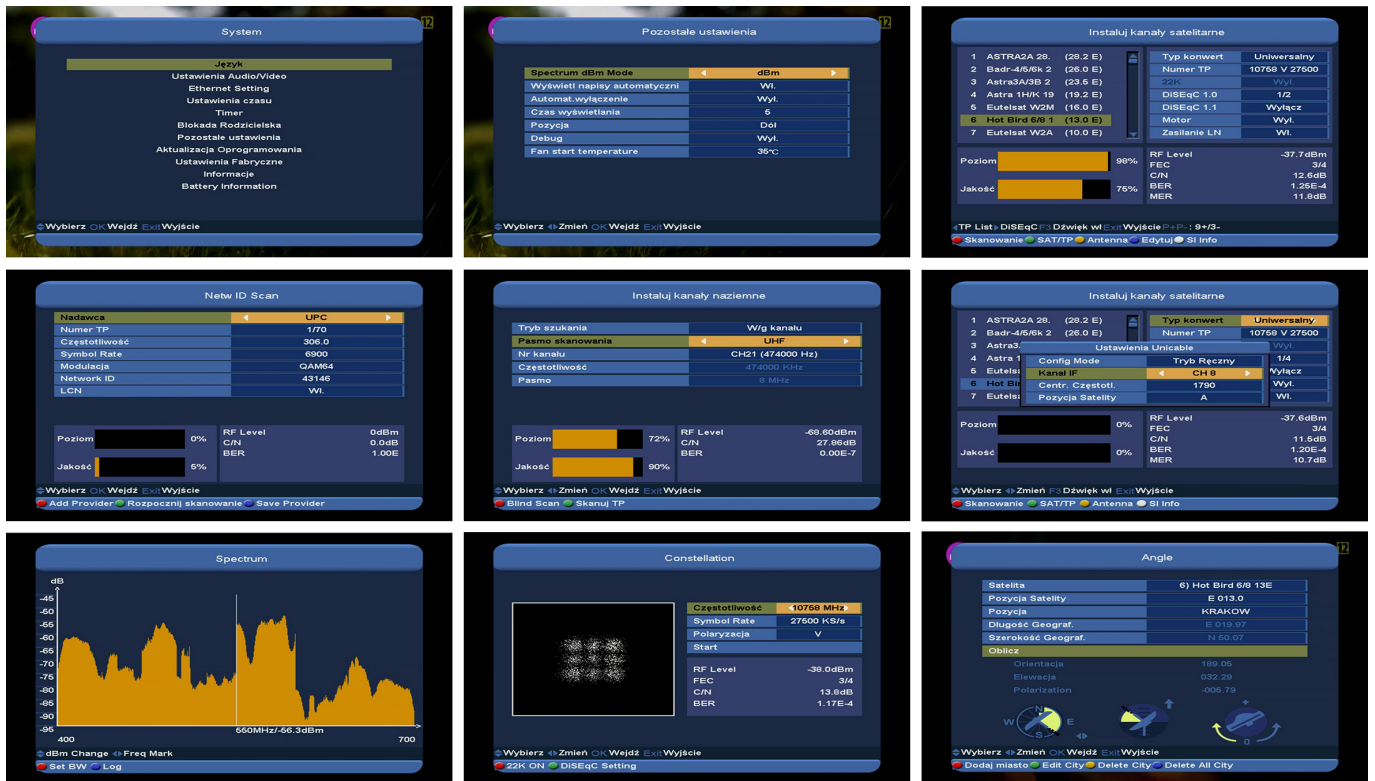 12
System
Język
Ustawienia Audio/Video
Ethernet Setting
Ustawienia czasu
Timer
Blokada Rodzicielska
Pozostałe ustawienia
Aktualizacja Oprogramowania
Ustawienia Fabryczne
Informacje
Battery Information
Wybierz OK Wejdź Exit Wyjście
12
Pozostałe ustawienia
Spectrum dBm Mode dBm
Wyświetl napisy automatyczni Wł.
Automat.wyłączenie Wył.
Czas wyświetlania 5
Pozycja Dół
Debug Wył.
Fan start temperature 35°C
Wybierz Zmień OK Wejdź Exit Wyjście
Instaluj kanały satelitarne
1 ASTRA2A 28. (28.2 E) Typ konwert Uniwersalny
2 Badr-4/5/6k 2 (26.0 E) Numer TP 10758 V 27500
3 Astra3A/3B 2 (23.5 E) 22K Wył.
4 Astra 1H/K 19 (19.2 E) DiSEqC 1.0 1/2
5 Eutelsat W2M (16.0 E) DiSEqC 1.1 Wyłącz
6 Hot Bird 6/8 1 (13.0 E) Motor Wył.
7 Eutelsat W2A (10.0 E) Zasilanie LN Wł.
Poziom 98% RF Level -37.7dBm
FEC 3/4
C/N 12.6dB
Jakość 75% BER 1.25E-4
MER 11.8dB
TP List DiSEqC F3 Dźwięk wł Exit Wyjście P+P-: 9+/3-
Skanowanie SAT/TP Antenna Edytuj SI Info
Netw ID Scan
Nadawca UPC
Numer TP 1/70
Częstotliwość 306.0
Symbol Rate 6900
Modulacja QAM64
Network ID 43146
LCN Wł.
Poziom 0% RF Level 0dBm
C/N 0.0dB
BER 1.00E
Jakość 5%
Wybierz OK Wejdź Exit Wyjście
Add Provider Rozpocznij skanowanie Save Provider
Instaluj kanały naziemne
Tryb szukania W/g kanału
Pasmo skanowania UHF
Nr kanału CH21 (474000 Hz)
Częstotliwość 474000 KHz
Pasmo 8 MHz
Poziom 72% RF Level -68.60dBm
C/N 27.86dB
BER 0.00E-7
Jakość 90%
Wybierz Zmień OK Wejdź Exit Wyjście
Blind Scan Skanuj TP
Instaluj kanały satelitarne
1 ASTRA2A 28. (28.2 E) Typ konwert Uniwersalny
2 Badr-4/5/6k 2 (26.0 E) Numer TP 10758 V 27500
3 Astra3. Ustawienia Unicable Wył.
4 Astra 1 Config Mode Tryb Ręczny 1/4
5 Eutelsa Kanał IF CH 8 Wyłącz
6 Hot Bir Centr. Częstotl. 1790 Wył.
7 Eutelsa Pozycja Satelity A Wł.
Poziom 0% RF Level -37.6dBm
FEC 3/4
C/N 11.5dB
Jakość 0% BER 1.20E-4
MER 10.7dB
Wybierz Zmień F3 Dźwięk wł Exit Wyjście
Skanowanie SAT/TP Antenna SI Info
Spectrum
dB
-45
-50
-55
-60
-65
-70
-75
-80
-85
-90
-95
550MHz/-56.3dBm
400 700
dBm Change Freq Mark
Set BW Log
Constellation
Częstotliwość 10758 MHz
Symbol Rate 27500 KS/s
Polaryzacja V
Start
RF Level -38.0dBm
FEC 3/4
C/N 13.8dB
BER 1.17E-4
Wybierz Zmień OK Wejdź Exit Wyjście
22K ON DiSEqC Setting
12
Angle
Satelita 6) Hot Bird 6/8 13E
Pozycja Satelity E 013.0
Pozycja KRAKOW
Długość Geograf. E 019.97
Szerokość Geograf. N 50.07
Oblicz
Orientacja 189.05
Elewacja 032.29
Polarization -005.79
N
W E
S
0
Wybierz Zmień OK Wejdź Exit Wyjście
Dodaj miasto Edit City Delete City Delete All City